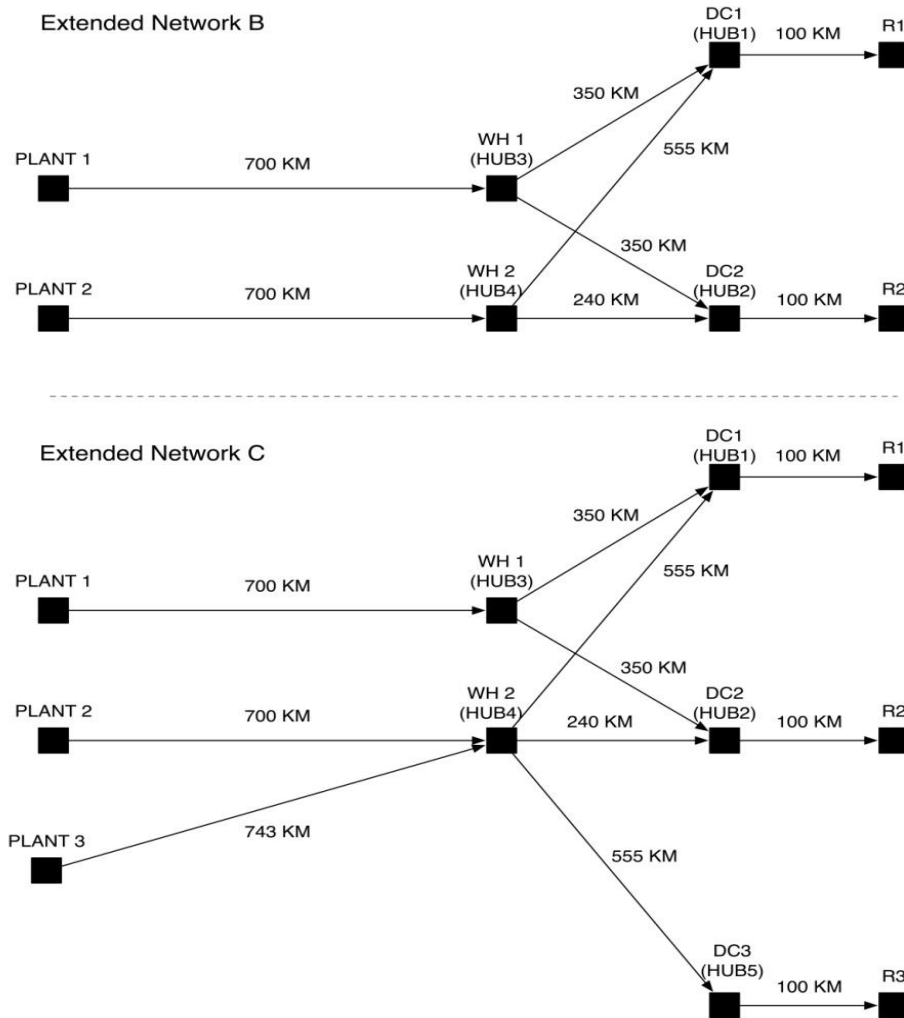 Extended Network B
DC1
(HUB1)
100 KM
R1
350 KM
WH 1
(HUB3)
555 KM
PLANT 1
700 KM
350 KM
PLANT 2
700 KM
WH 2
(HUB4)
240 KM
DC2
(HUB2)
100 KM
R2
Extended Network C
DC1
(HUB1)
100 KM
R1
350 KM
WH 1
(HUB3)
555 KM
PLANT 1
700 KM
350 KM
PLANT 2
700 KM
WH 2
(HUB4)
240 KM
DC2
(HUB2)
100 KM
R2
PLANT 3
743 KM
555 KM
DC3
(HUB5)
100 KM
R3